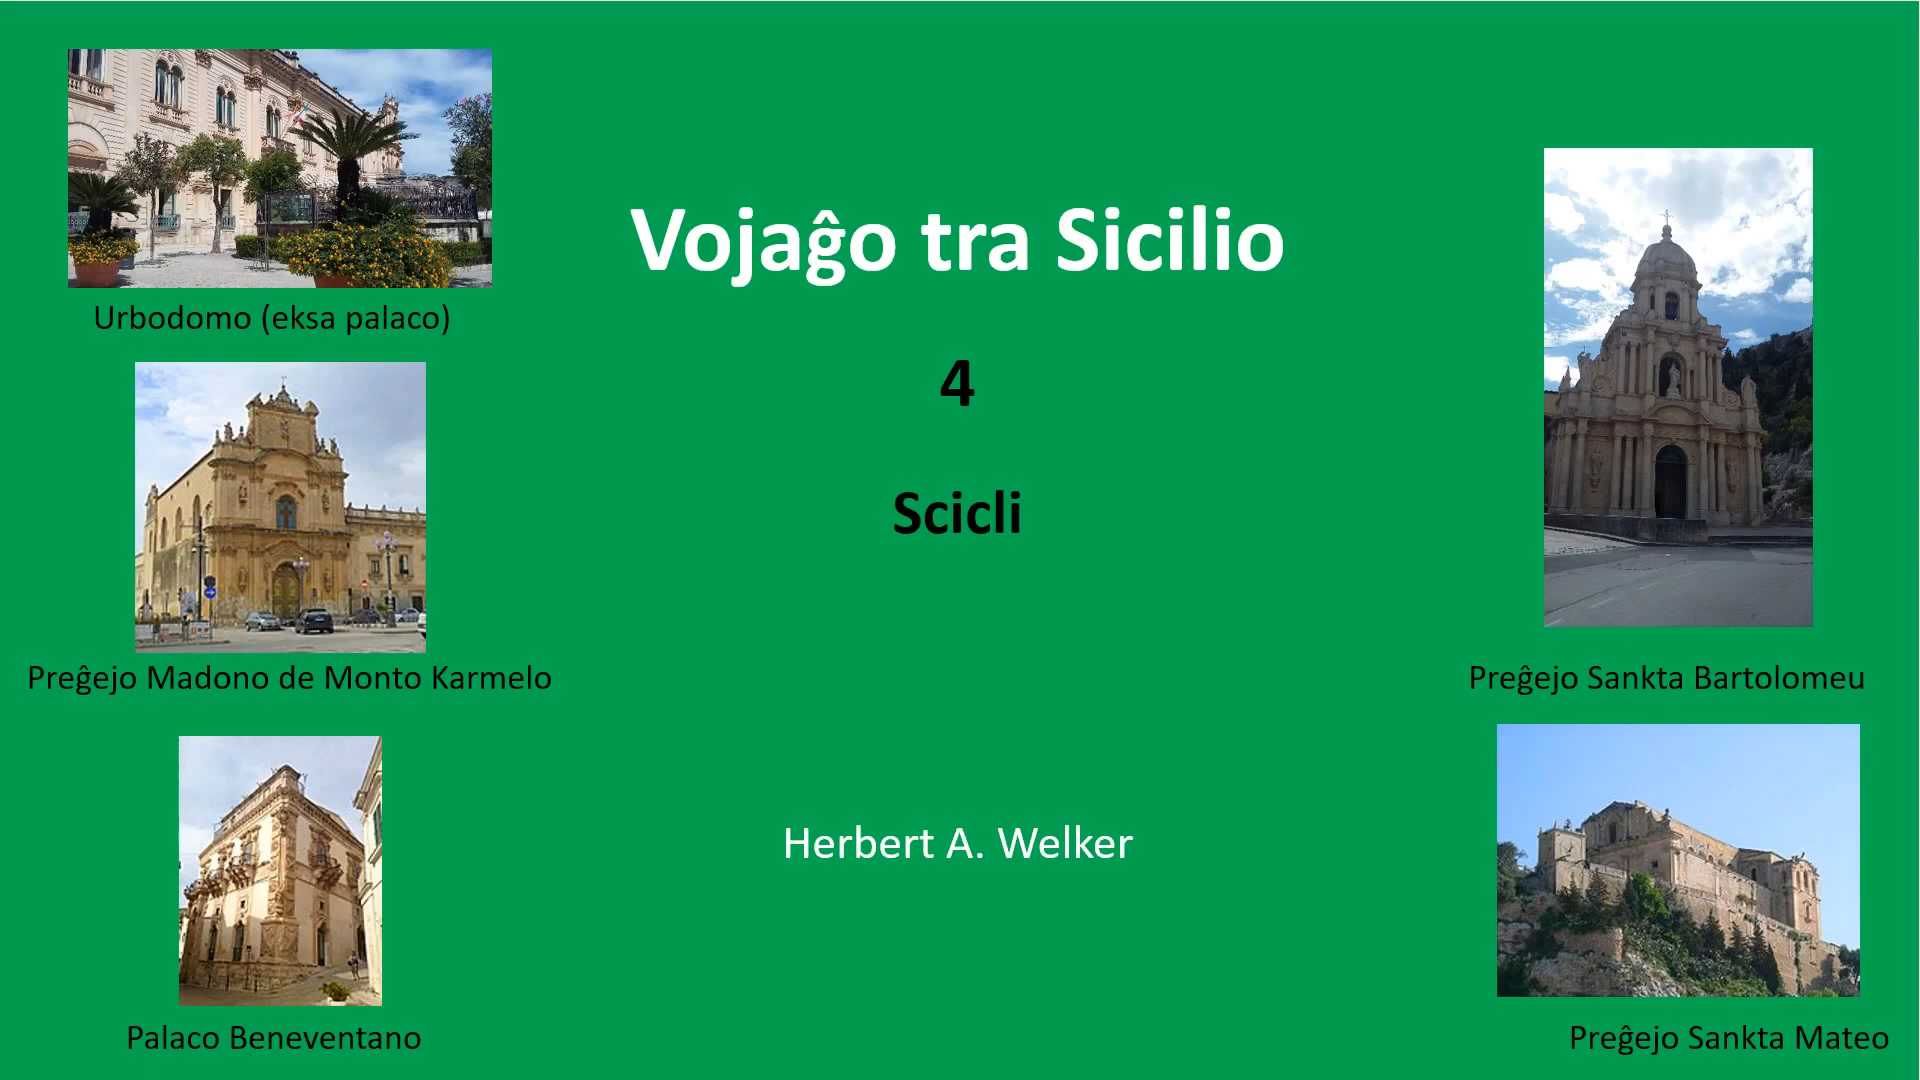 Vojaĝo tra Sicilio
4
Scicli
Herbert A. Welker
Urbodomo (eksa palaco)
Preĝejo Madono de Monto Karmelo
Palaco Beneventano
Preĝejo Sankta Bartolomeu
Preĝejo Sankta Mateo